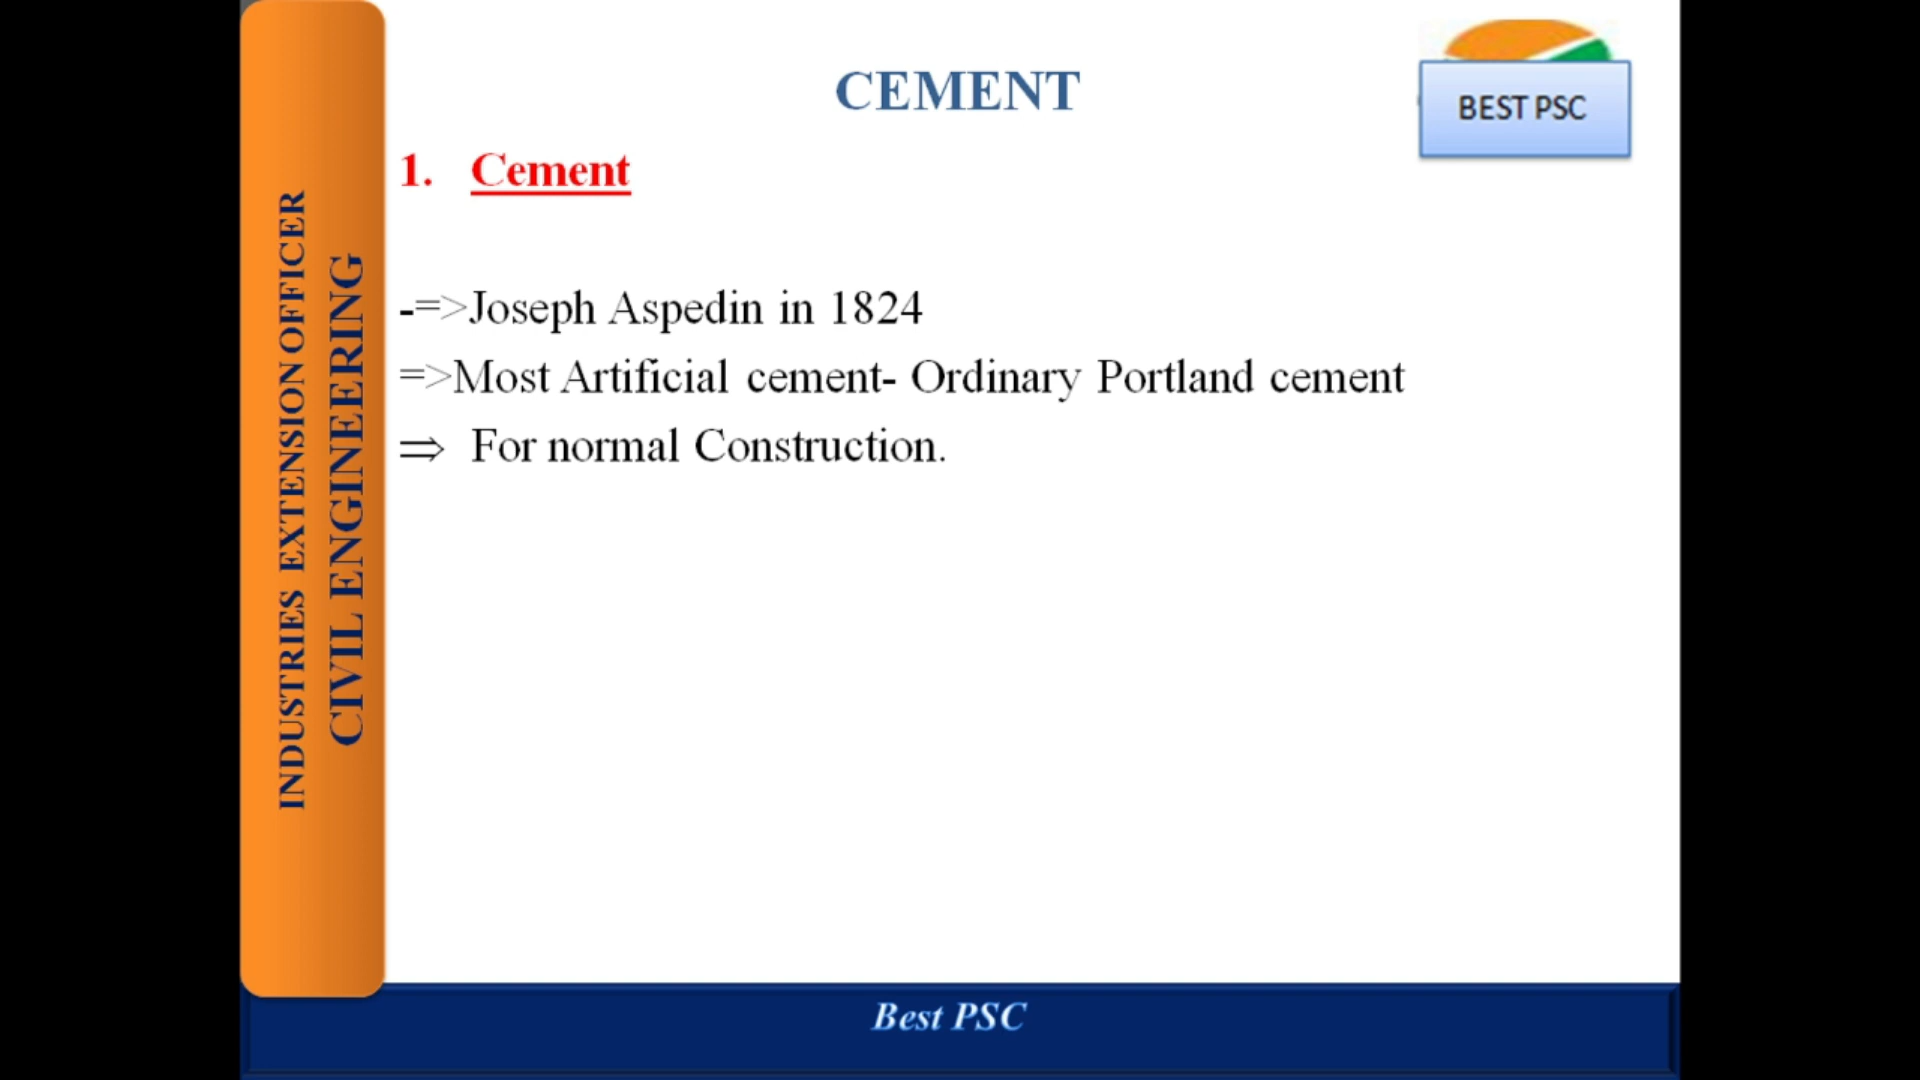 CEMENT
BEST PSC
1. Cement
-=>Joseph Aspedin in 1824
=>Most Artificial cement- Ordinary Portland cement
⇒ For normal Construction.
INDUSTRIES EXTENSION OFFICER
CIVIL ENGINEERING
Best PSC